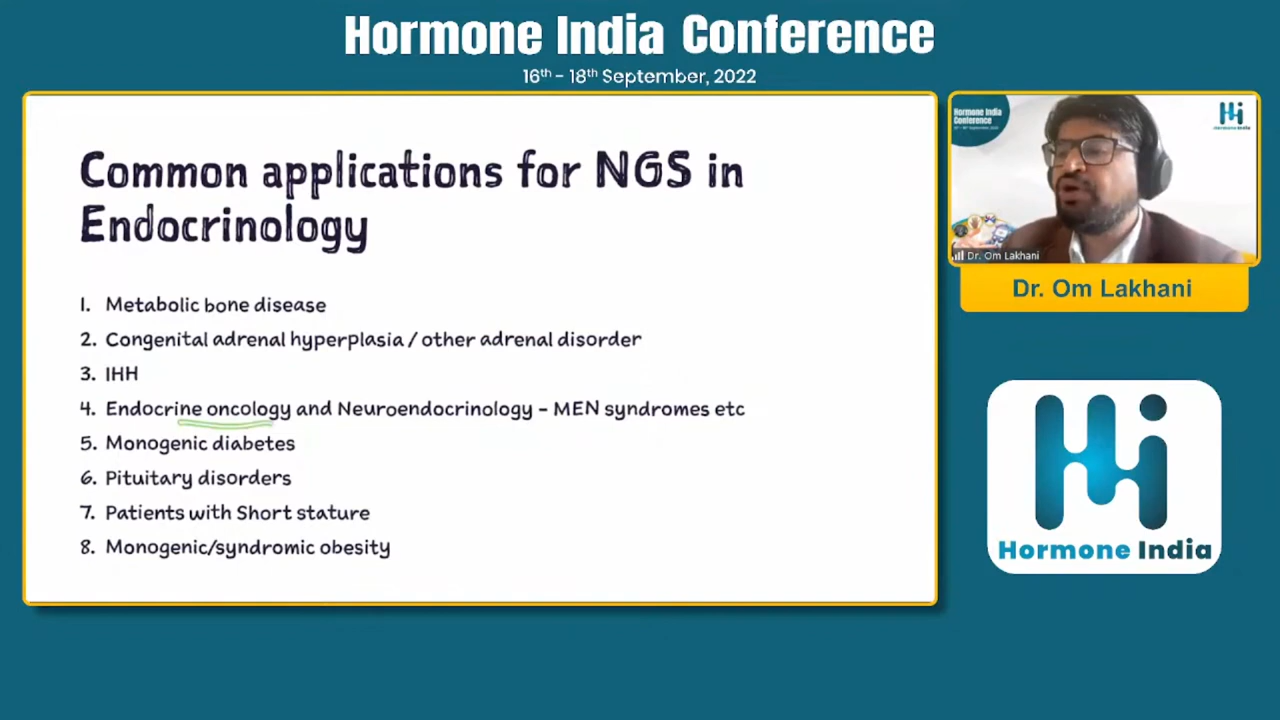 Hormone India Conference
16th - 18th September, 2022
Common applications for NGS in
Endocrinology
1. Metabolic bone disease
2. Congenital adrenal hyperplasia / other adrenal disorder
3. IHH
4. Endocrine oncology and Neuroendocrinology - MEN syndromes etc
5. Monogenic diabetes
6. Pituitary disorders
7. Patients with Short stature
8. Monogenic/syndromic obesity
Hormone India
Conference
Hormone India
Dr. Om Lakhani
Dr. Om Lakhani
Hi
Hormone India